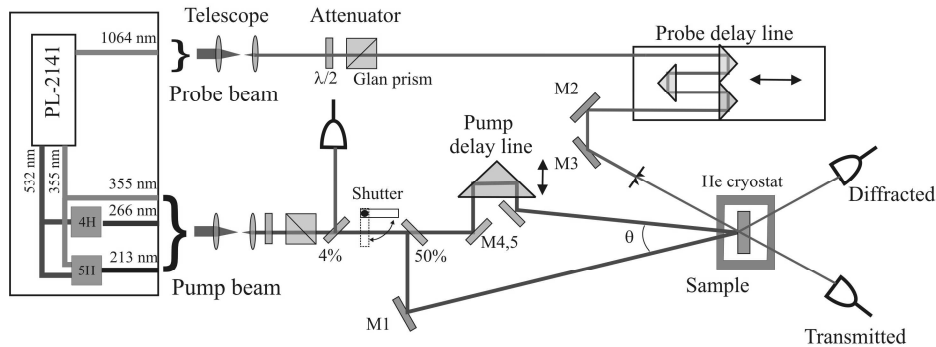 Telescope
Attenuator
Probe delay line
1064 nm
PL-2141
λ/2
Glan prism
Probe beam
M2
M3
Pump
delay line
532 nm
355 nm
355 nm
266 nm
4H
213 nm
5H
Pump beam
Shutter
4%
50%
M4,5
M1
θ
He cryostat
Sample
Diffracted
Transmitted